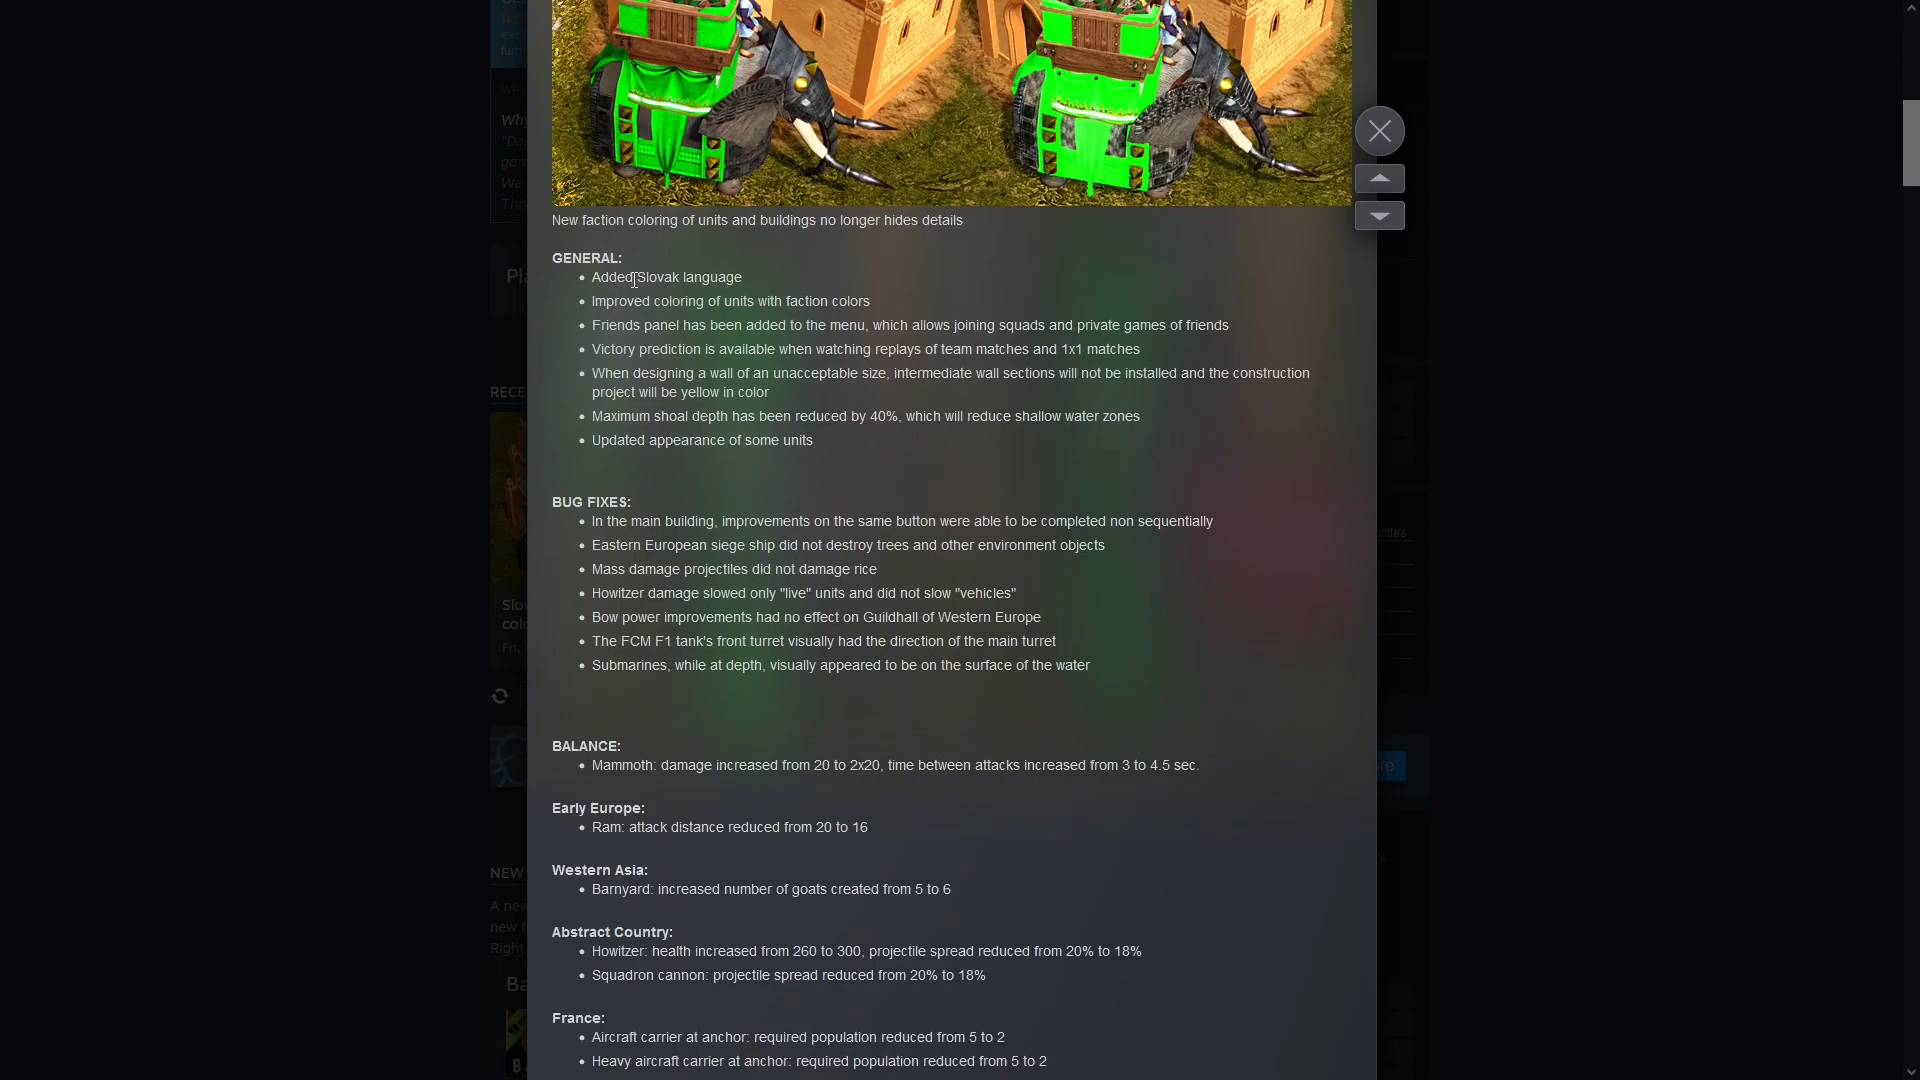 New faction coloring of units and buildings no longer hides details
GENERAL:
Added Slovak language
Improved coloring of units with faction colors
Friends panel has been added to the menu, which allows joining squads and private games of friends
Victory prediction is available when watching replays of team matches and 1x1 matches
When designing a wall of an unacceptable size, intermediate wall sections will not be installed and the construction
project will be yellow in color
Maximum shoal depth has been reduced by 40%, which will reduce shallow water zones
Updated appearance of some units
BUG FIXES:
In the main building, improvements on the same button were able to be completed non sequentially
Eastern European siege ship did not destroy trees and other environment objects
Mass damage projectiles did not damage rice
Howitzer damage slowed only "live" units and did not slow "vehicles"
Bow power improvements had no effect on Guildhall of Western Europe
The FCM F1 tank's front turret visually had the direction of the main turret
Submarines, while at depth, visually appeared to be on the surface of the water
BALANCE:
Mammoth: damage increased from 20 to 2x20, time between attacks increased from 3 to 4.5 sec.
Early Europe:
Ram: attack distance reduced from 20 to 16
Western Asia:
Barnyard: increased number of goats created from 5 to 6
Abstract Country:
Howitzer: health increased from 260 to 300, projectile spread reduced from 20% to 18%
Squadron cannon: projectile spread reduced from 20% to 18%
France:
Aircraft carrier at anchor: required population reduced from 5 to 2
Heavy aircraft carrier at anchor: required population reduced from 5 to 2